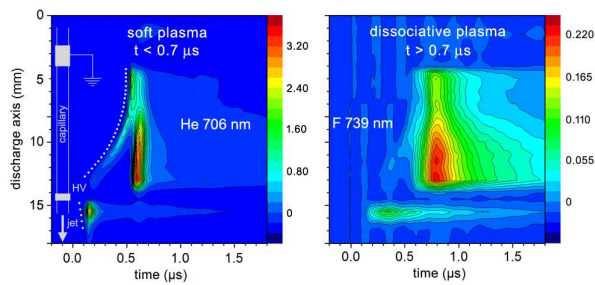 soft plasma
t < 0.7 µs
He 706 nm
capillary
HV
jet
discharge axis (mm)
0
5
10
15
0.0
0.5
1.0
1.5
time (µs)
3.20
2.40
1.60
0.80
0
dissociative plasma
t > 0.7 µs
F 739 nm
0.0
0.5
1.0
1.5
time (µs)
0.220
0.165
0.110
0.055
0